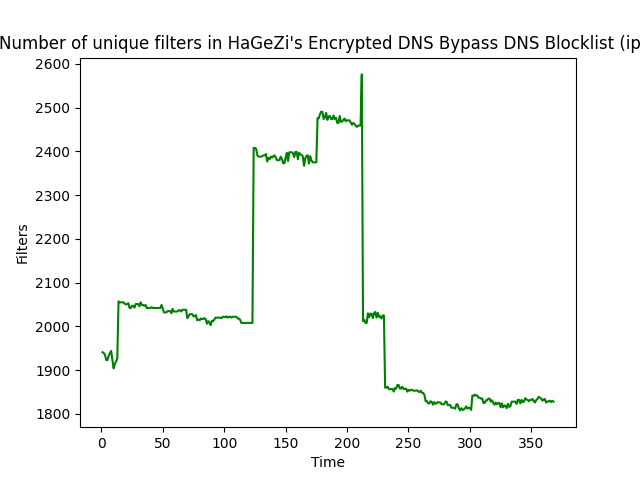 Number of unique filters in HaGeZi's Encrypted DNS Bypass DNS Blocklist (ip
2600
2500
2400
2300
2200
2100
2000
1900
1800
Filters
0 50 100 150 200 250 300 350
Time